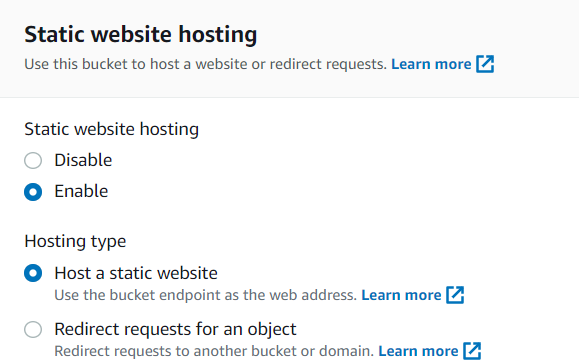 Static website hosting
Use this bucket to host a website or redirect requests. Learn more
Static website hosting
Disable
Enable
Hosting type
Host a static website
Use the bucket endpoint as the web address. Learn more
Redirect requests for an object
Redirect requests to another bucket or domain. Learn more